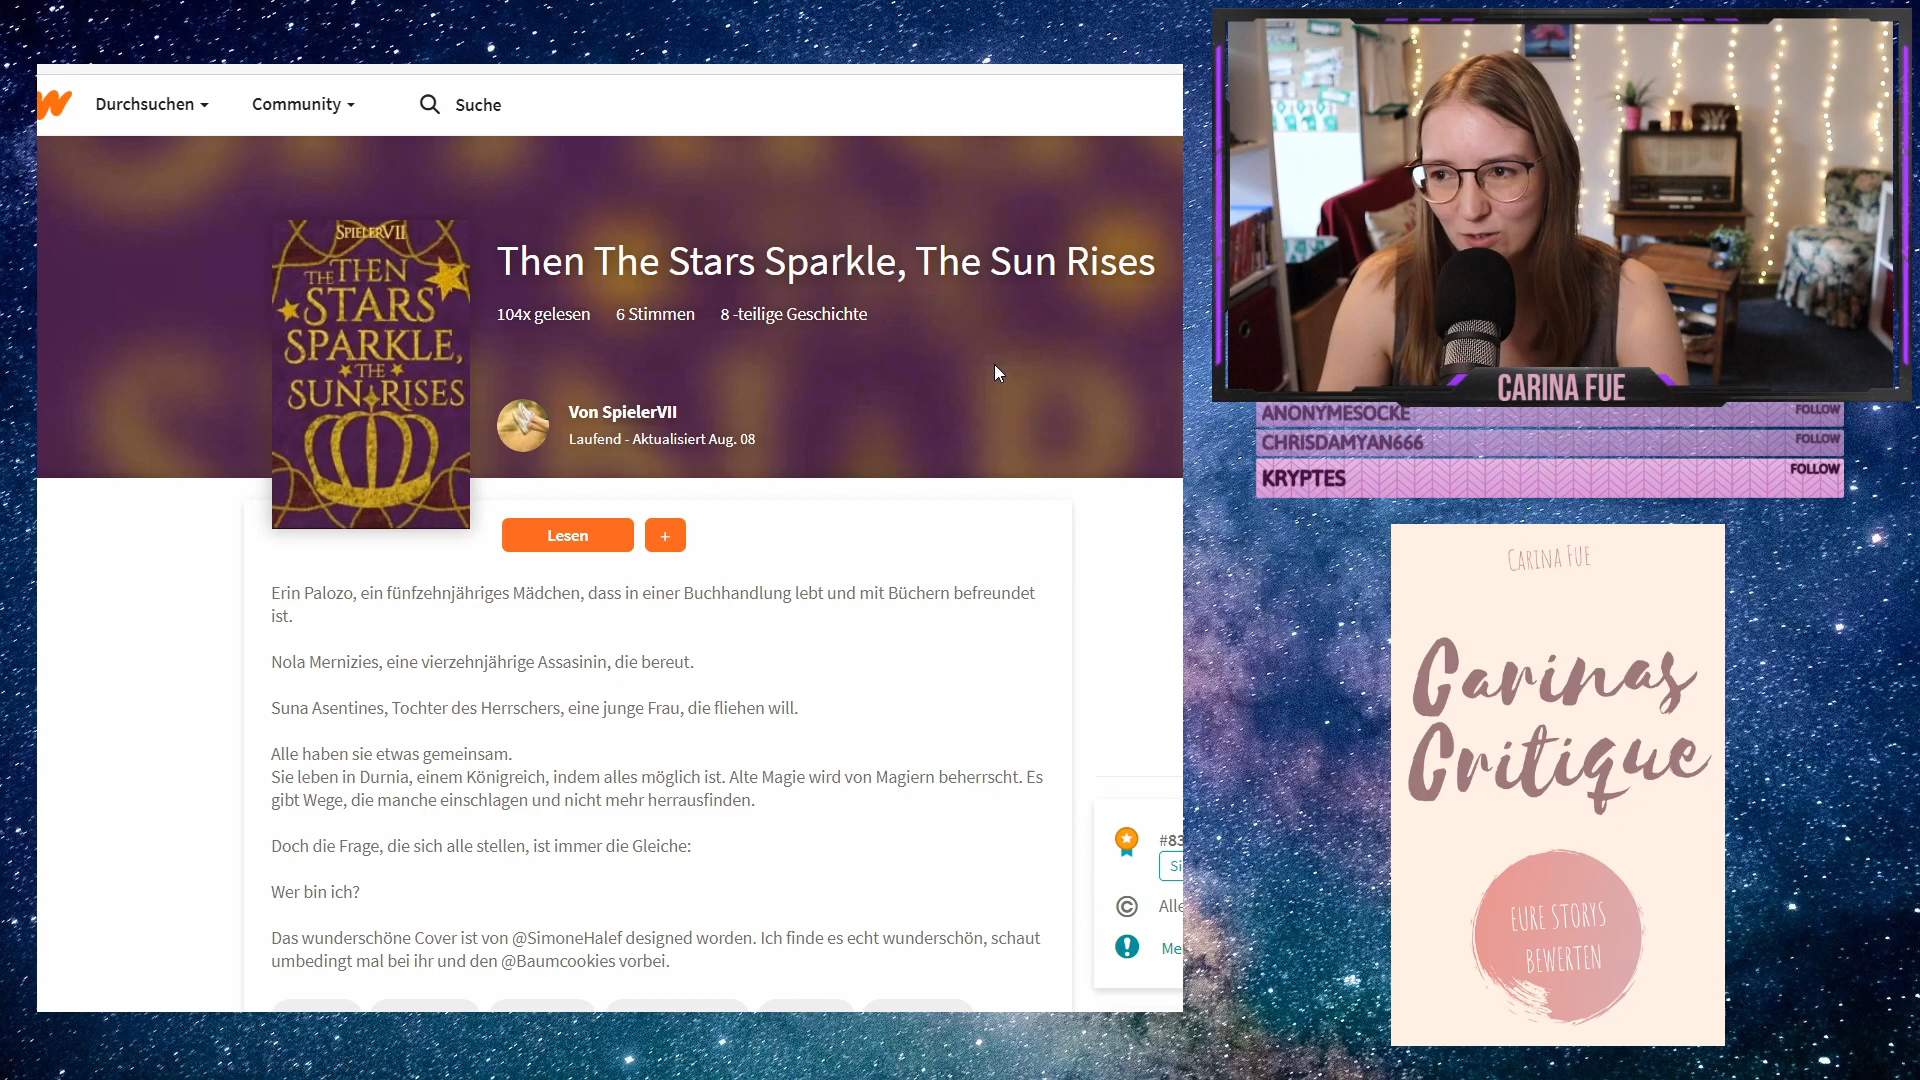 Durchsuchen
Community
Suche
SPIELERVII
THE THEN
STARS
SPARKLE,
THE
SUN RISES
Then The Stars Sparkle, The Sun Rises
104x gelesen
6 Stimmen
8 -teilige Geschichte
Von SpielerVII
Laufend - Aktualisiert Aug. 08
Lesen
+
Erin Palozo, ein fünfzehnjähriges Mädchen, dass in einer Buchhandlung lebt und mit Büchern befreundet
ist.
Nola Mernizies, eine vierzehnjährige Assasinin, die bereut.
Suna Asentines, Tochter des Herrschers, eine junge Frau, die fliehen will.
Alle haben sie etwas gemeinsam.
Sie leben in Durnia, einem Königreich, indem alles möglich ist. Alte Magie wird von Magiern beherrscht. Es
gibt Wege, die manche einschlagen und nicht mehr herrausfinden.
Doch die Frage, die sich alle stellen, ist immer die Gleiche:
Wer bin ich?
Das wunderschöne Cover ist von @SimoneHalef designed worden. Ich finde es echt wunderschön, schaut
umbedingt mal bei ihr und den @Baumcookies vorbei.
#83
Si
Alle
Me
CARINA FUE
ANONYMESOCKE
FOLLOW
CHRISDAMYAN666
FOLLOW
KRYPTES
FOLLOW
CARINA FUE
Carinas
Critique
EURE STORYS
BEWERTEN